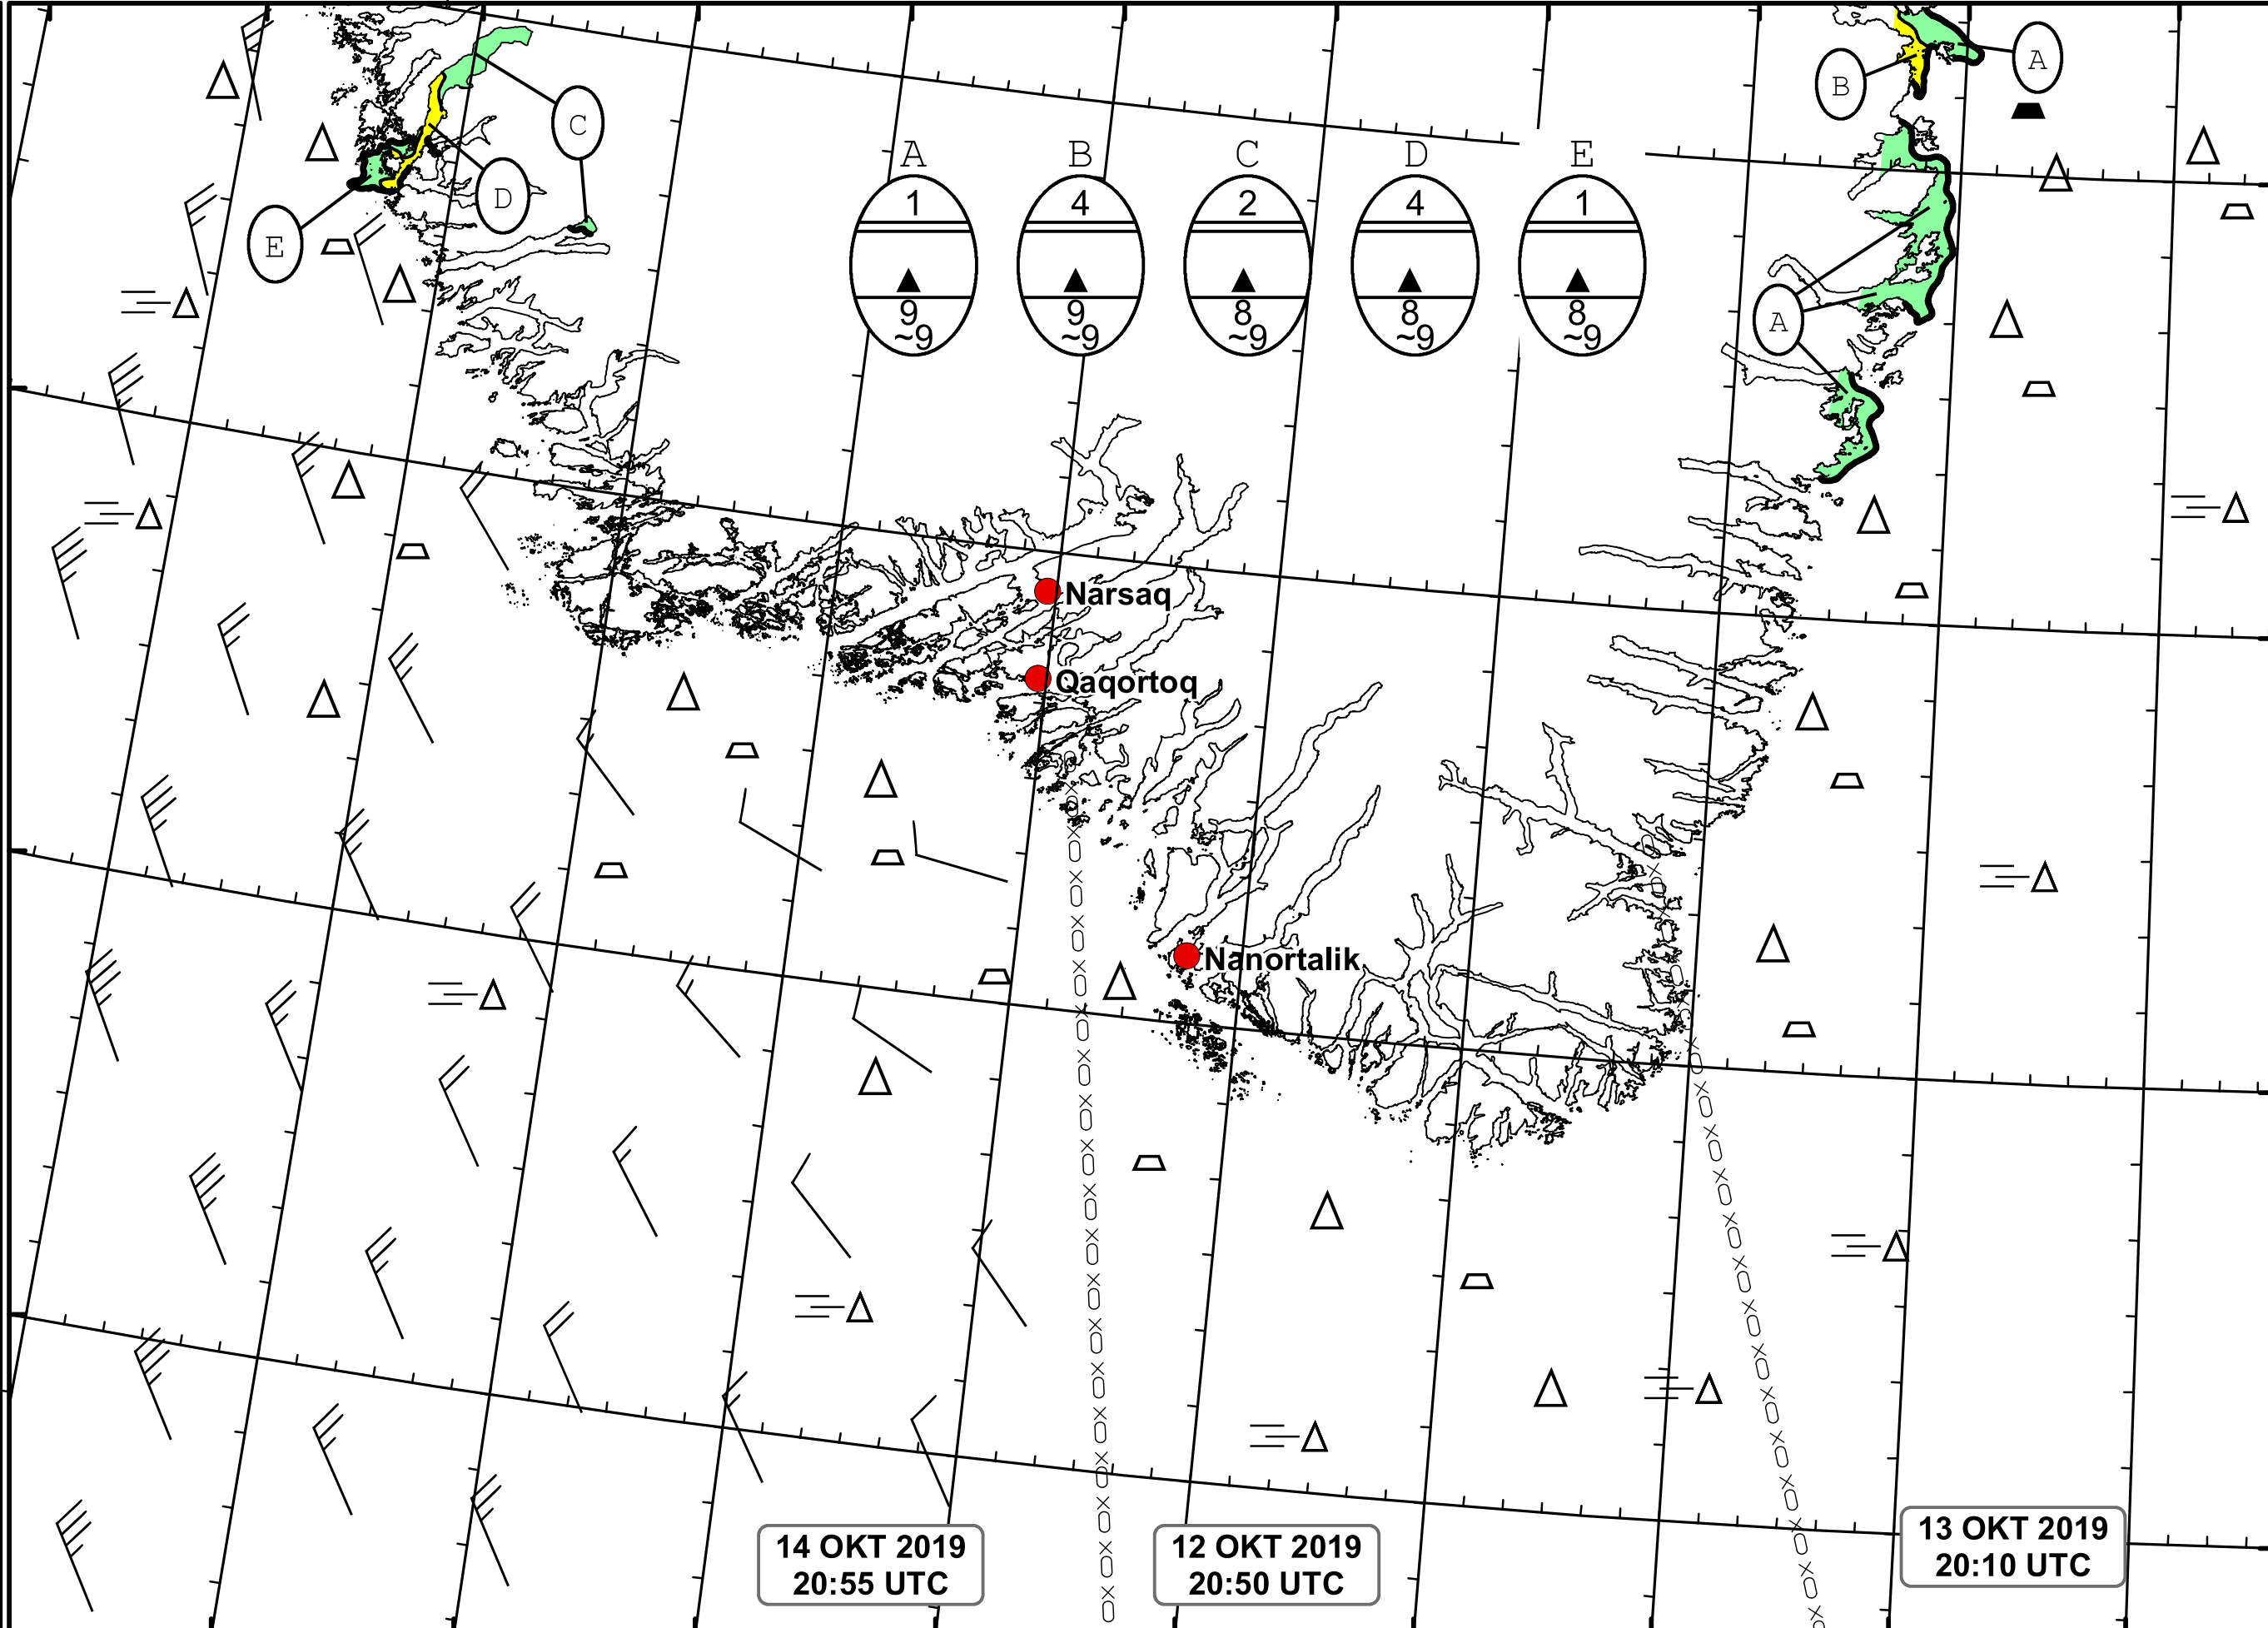 A
B
C
D
E
A B C D E
1 4 2 4 1
9 9 8 8 8
~9 ~9 ~9 ~9 ~9
A
Narsaq
Qaqortoq
Nanortalik
14 OKT 2019
20:55 UTC
12 OKT 2019
20:50 UTC
13 OKT 2019
20:10 UTC